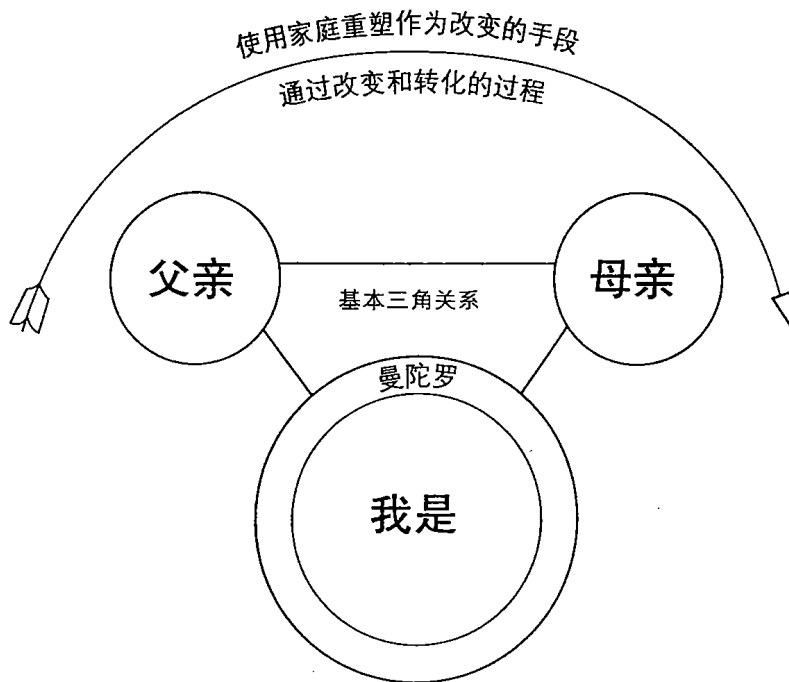 使用家庭重塑作为改变的手段
通过改变和转化的过程
父亲
母亲
基本三角关系
曼陀罗
我是